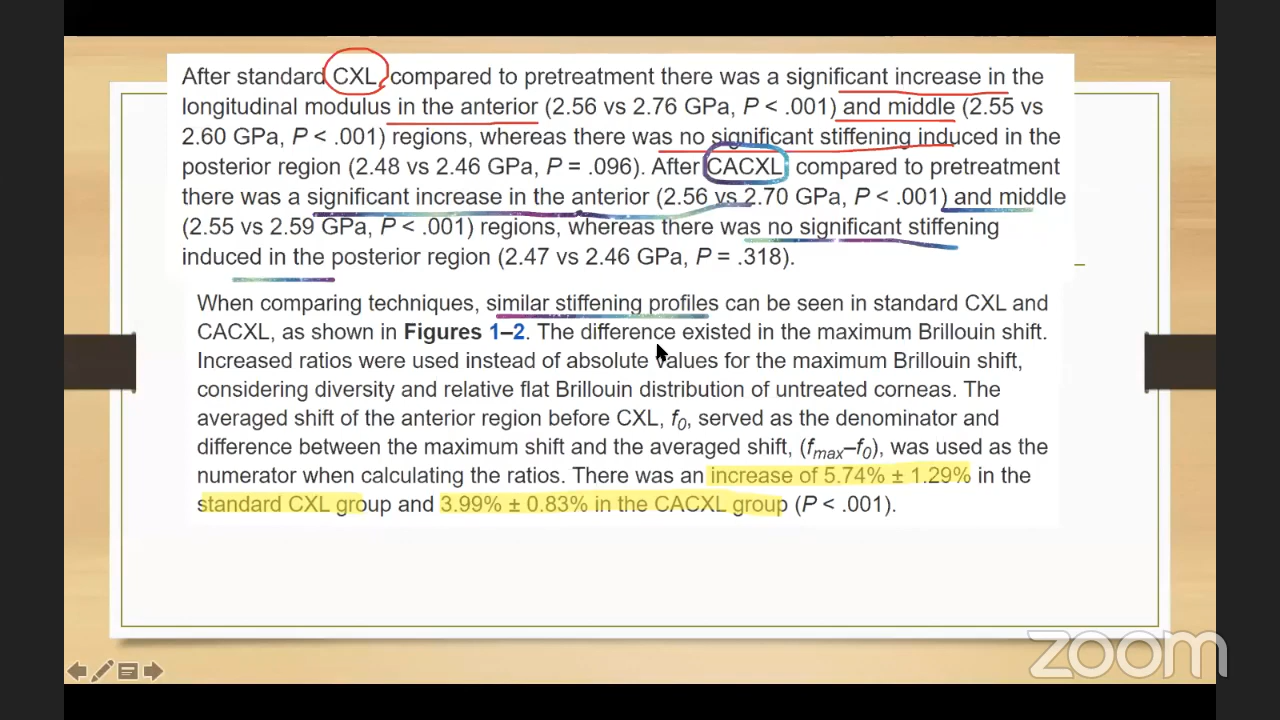 After standard CXL, compared to pretreatment there was a significant increase in the
longitudinal modulus in the anterior (2.56 vs 2.76 GPa, P < .001) and middle (2.55 vs
2.60 GPa, P < .001) regions, whereas there was no significant stiffening induced in the
posterior region (2.48 vs 2.46 GPa, P = .096). After CACXL compared to pretreatment
there was a significant increase in the anterior (2.56 vs 2.70 GPa, P < .001) and middle
(2.55 vs 2.59 GPa, P < .001) regions, whereas there was no significant stiffening
induced in the posterior region (2.47 vs 2.46 GPa, P = .318).
When comparing techniques, similar stiffening profiles can be seen in standard CXL and
CACXL, as shown in Figures 1–2. The difference existed in the maximum Brillouin shift.
Increased ratios were used instead of absolute values for the maximum Brillouin shift,
considering diversity and relative flat Brillouin distribution of untreated corneas. The
averaged shift of the anterior region before CXL, f0, served as the denominator and
difference between the maximum shift and the averaged shift, (fmax–f0), was used as the
numerator when calculating the ratios. There was an increase of 5.74% ± 1.29% in the
standard CXL group and 3.99% ± 0.83% in the CACXL group (P < .001).
zoom